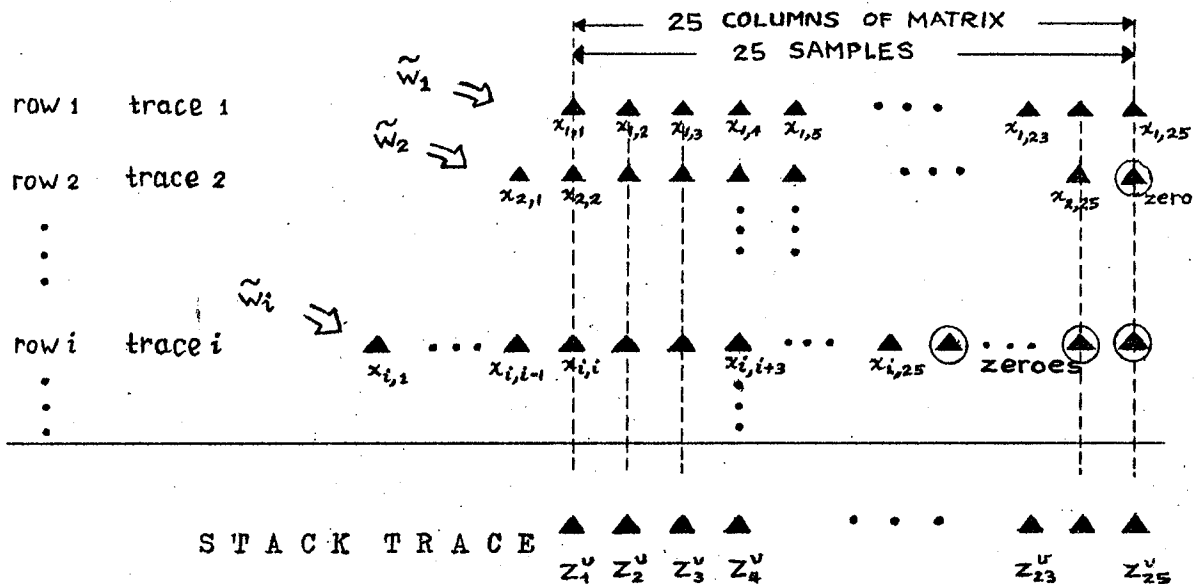 25 COLUMNS OF MATRIX
25 SAMPLES
w̃₁
row 1 trace 1
x₁,₁ x₁,₂ x₁,₃ x₁,₄ x₁,₅ • • • x₁,₂₃ x₁,₂₅
w̃₂
row 2 trace 2 • • •
x₂,₁ x₂,₂ x₂,₂₅ zero
w̃ᵢ
row i trace i • • • • • • • • •
xᵢ,₁ xᵢ,ᵢ₋₁ xᵢ,ᵢ xᵢ,ᵢ₊₃ xᵢ,₂₅ zeroes
STACK TRACE • • •
Z₁ᵛ Z₂ᵛ Z₃ᵛ Z₄ᵛ Z₂₃ᵛ Z₂₅ᵛ